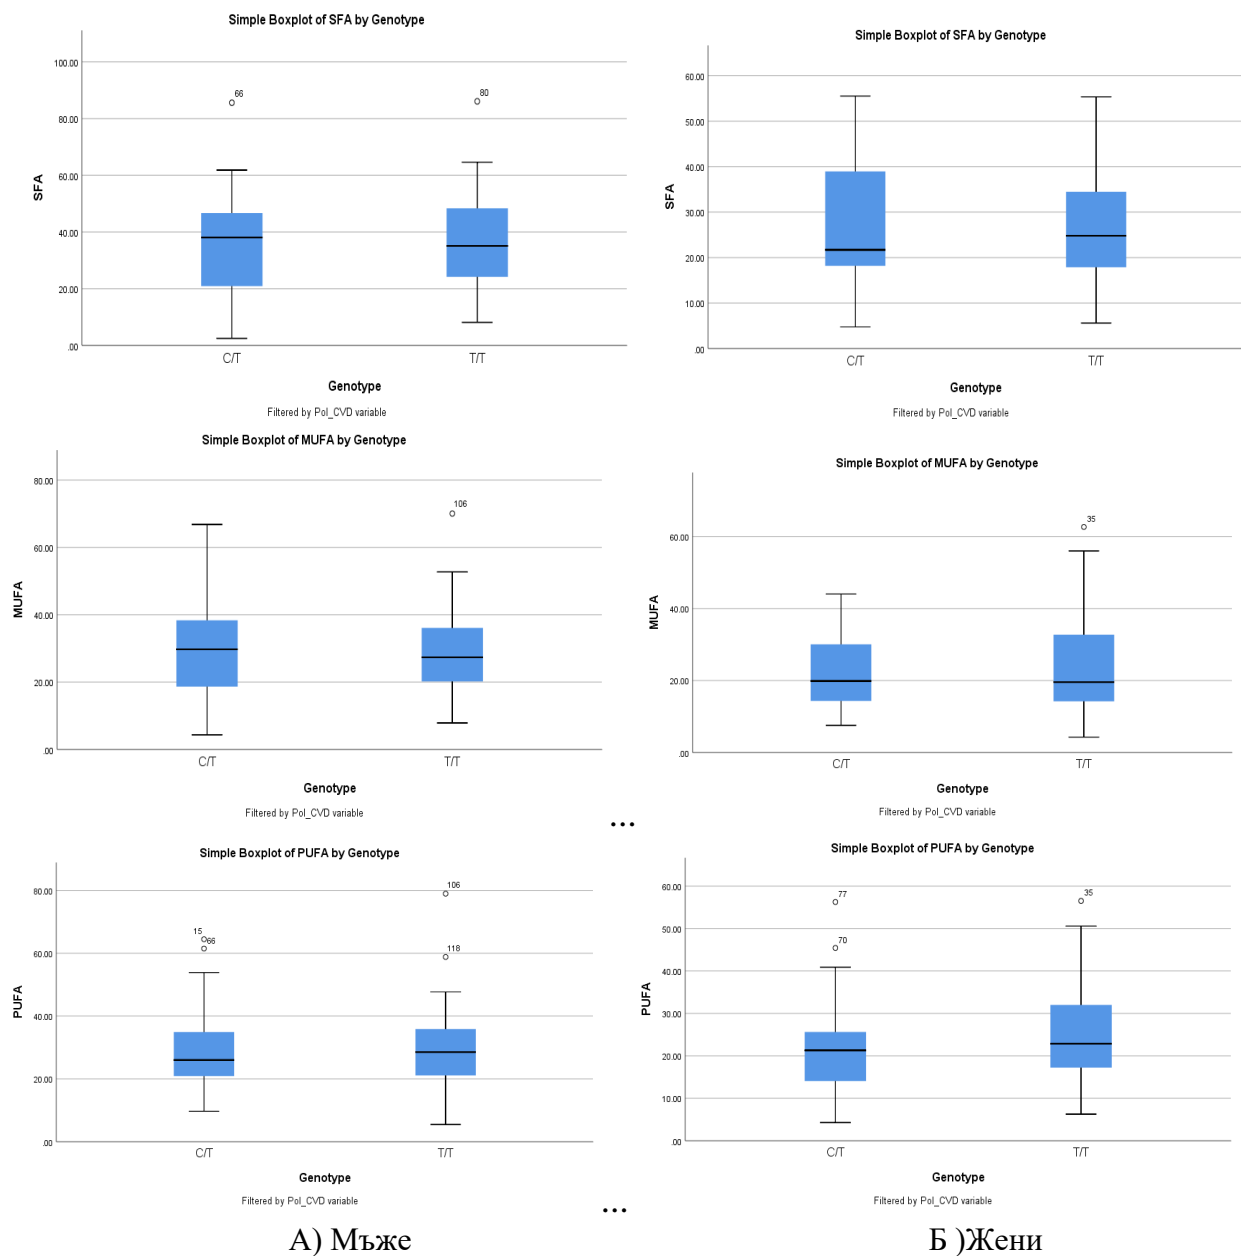 Simple Boxplot of SFA by Genotype
100.00
80.00
60.00
40.00
20.00
.00
SFA
66
80
C/T
T/T
Genotype
Filtered by Pol_CVD variable
Simple Boxplot of SFA by Genotype
60.00
50.00
40.00
30.00
20.00
10.00
.00
SFA
C/T
T/T
Genotype
Filtered by Pol_CVD variable
Simple Boxplot of MUFA by Genotype
80.00
60.00
40.00
20.00
.00
MUFA
106
C/T
T/T
Genotype
Filtered by Pol_CVD variable
Simple Boxplot of MUFA by Genotype
60.00
40.00
20.00
.00
MUFA
35
C/T
T/T
Genotype
Filtered by Pol_CVD variable
...
Simple Boxplot of PUFA by Genotype
80.00
60.00
40.00
20.00
.00
PUFA
15
66
106
118
C/T
T/T
Genotype
Filtered by Pol_CVD variable
Simple Boxplot of PUFA by Genotype
60.00
50.00
40.00
30.00
20.00
10.00
.00
PUFA
77
70
35
C/T
T/T
Genotype
Filtered by Pol_CVD variable
...
А) Мъже
Б )Жени